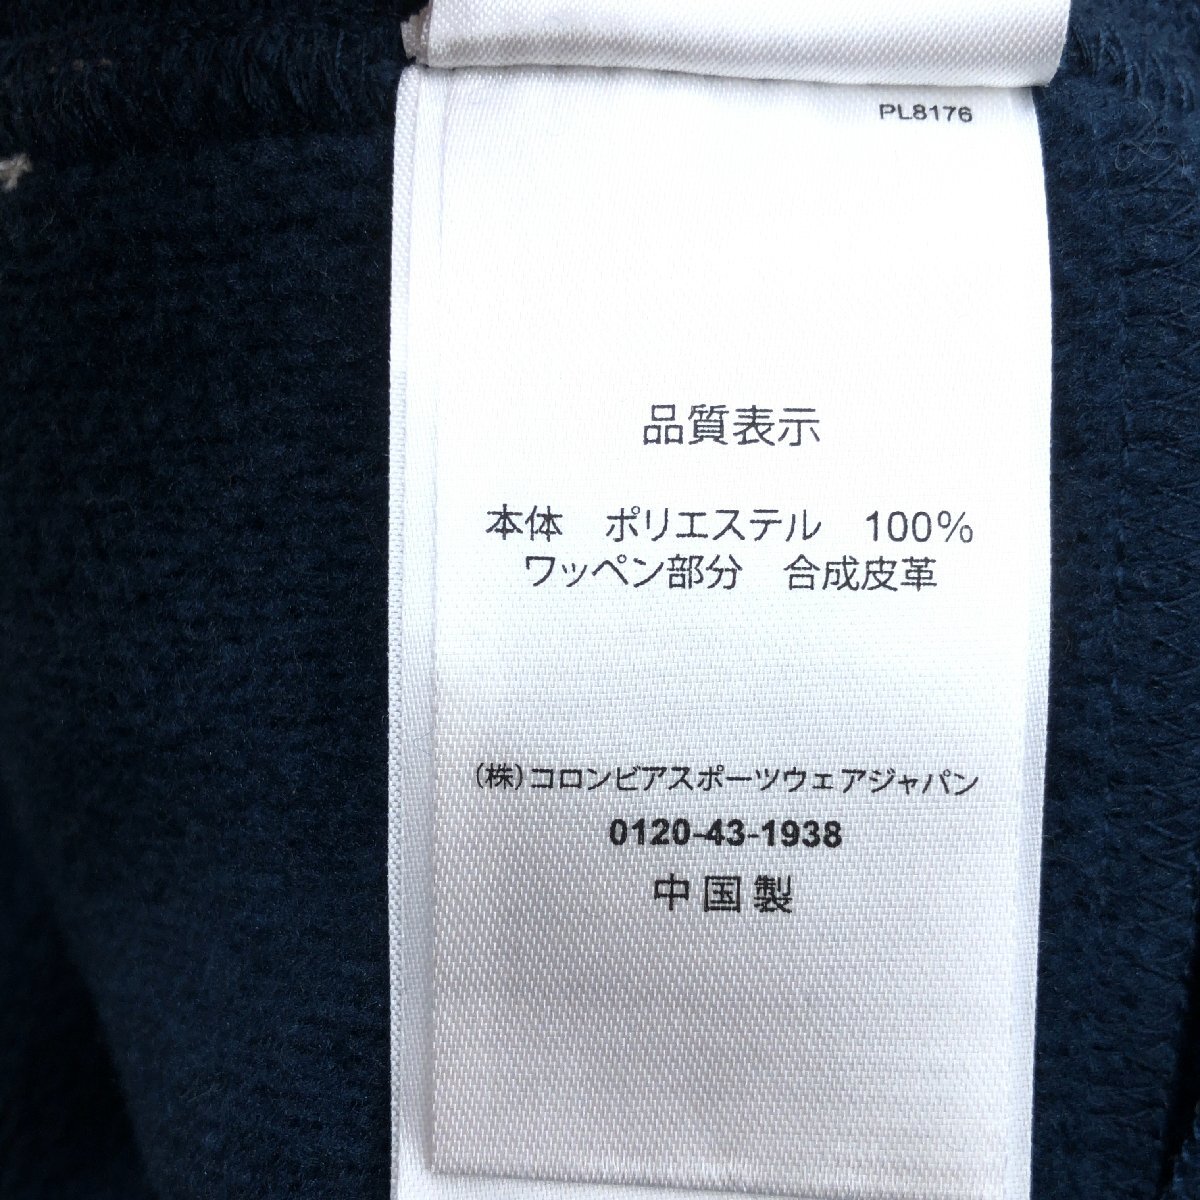 PL8176
品質表示
本体　ポリエステル　100%
ワッペン部分　合成皮革
(株)コロンビアスポーツウェアジャパン
0120-43-1938
中国製